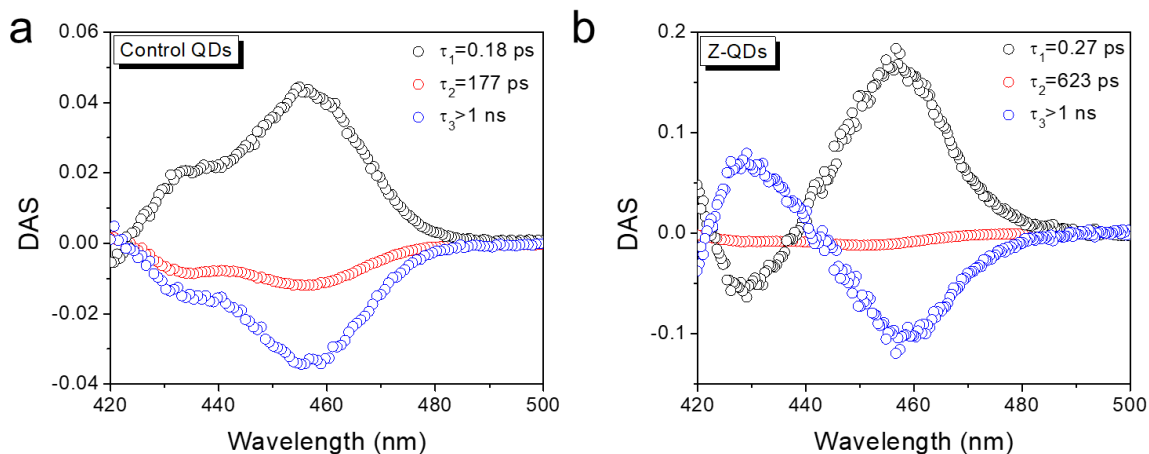 a
Control QDs
τ1=0.18 ps
τ2=177 ps
τ3>1 ns
0.06
0.04
0.02
0.00
-0.02
-0.04
DAS
420 440 460 480 500
Wavelength (nm)
b
Z-QDs
τ1=0.27 ps
τ2=623 ps
τ3>1 ns
0.2
0.1
0.0
-0.1
DAS
420 440 460 480 500
Wavelength (nm)